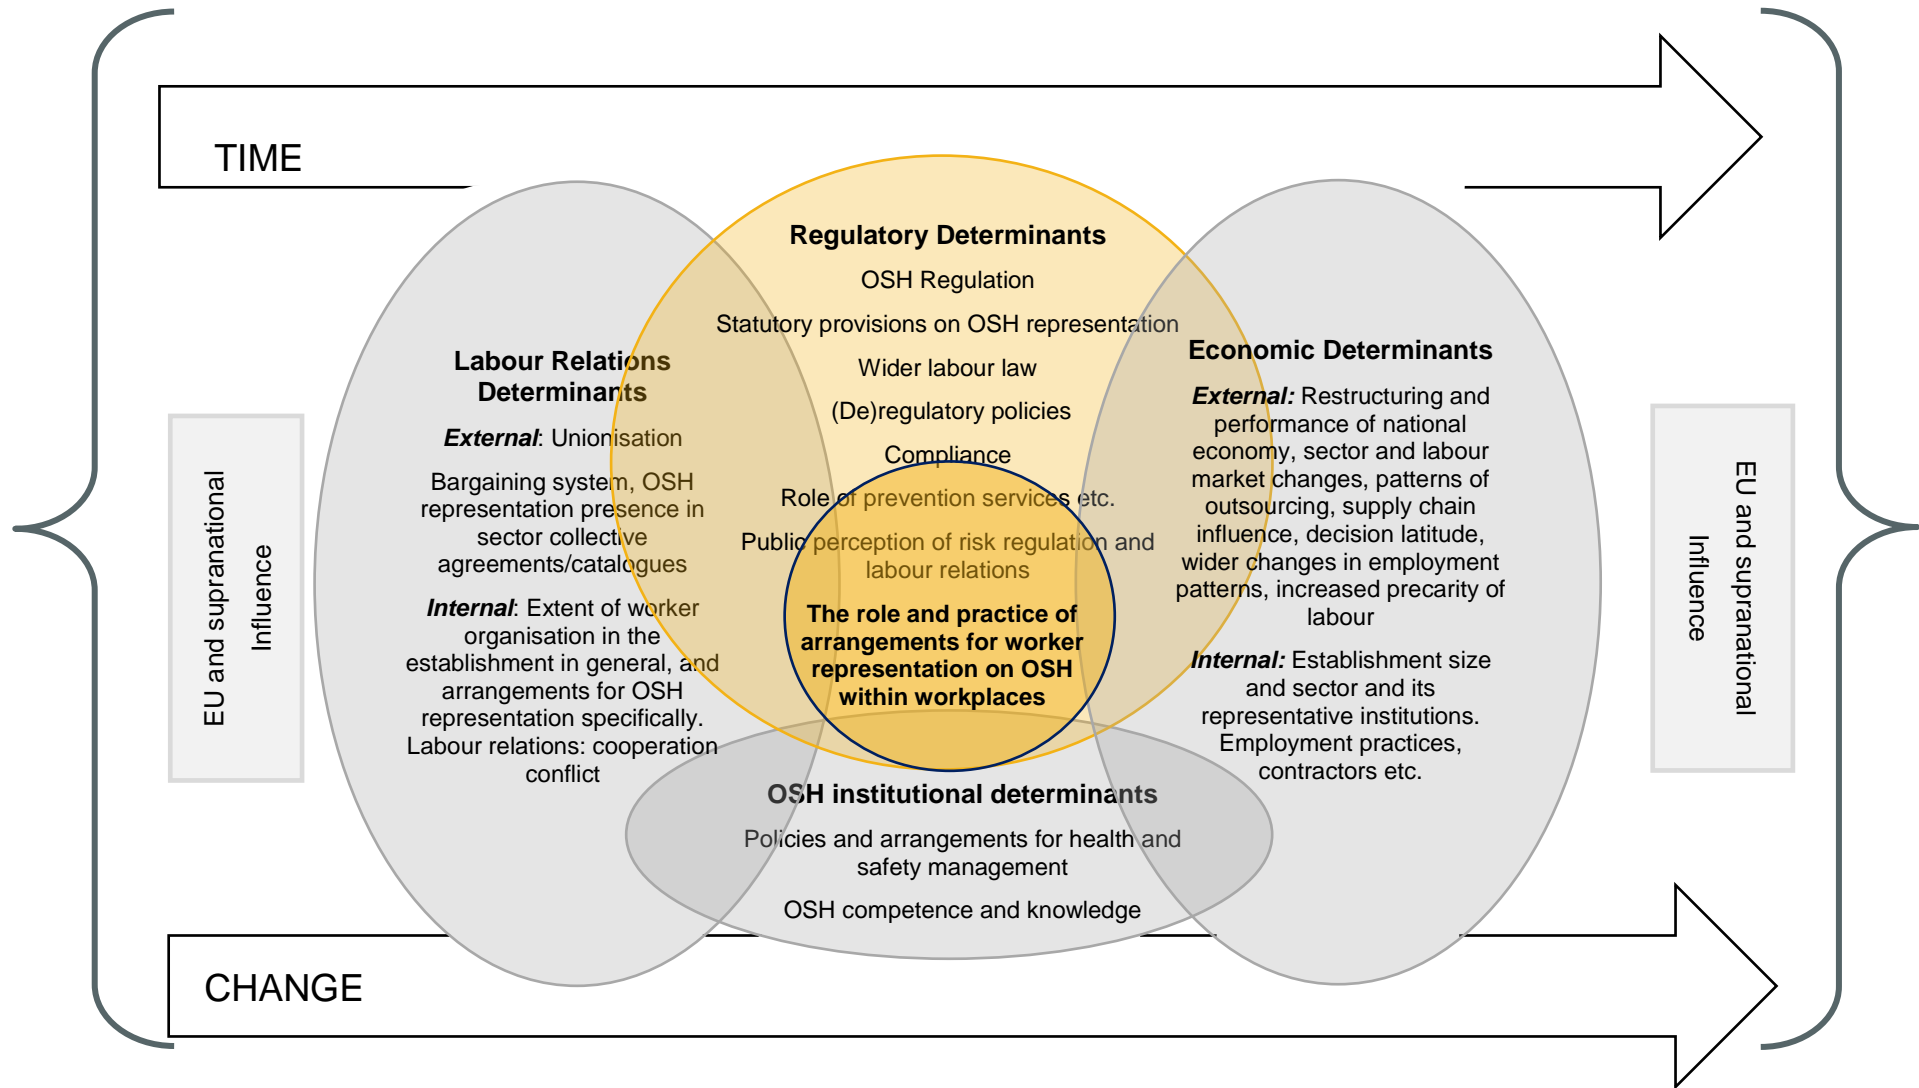 TIME
Regulatory Determinants
OSH Regulation
Statutory provisions on OSH representation
Wider labour law
(De)regulatory policies
Compliance
Role of prevention services etc.
Public perception of risk regulation and
labour relations
The role and practice of
arrangements for worker
representation on OSH
within workplaces
Labour Relations
Determinants
External: Unionisation
Bargaining system, OSH
representation presence in
sector collective
agreements/catalogues
Internal: Extent of worker
organisation in the
establishment in general, and
arrangements for OSH
representation specifically.
Labour relations: cooperation
conflict
Economic Determinants
External: Restructuring and
performance of national
economy, sector and labour
market changes, patterns of
outsourcing, supply chain
influence, decision latitude,
wider changes in employment
patterns, increased precarity of
labour
Internal: Establishment size
and sector and its
representative institutions.
Employment practices,
contractors etc.
OSH institutional determinants
Policies and arrangements for health and
safety management
OSH competence and knowledge
EU and supranational
Influence
EU and supranational
Influence
CHANGE